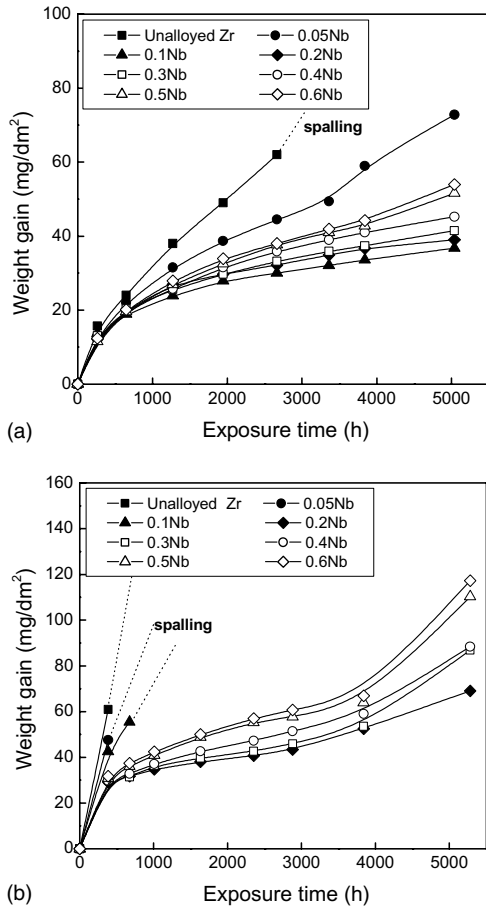 100
80
60
40
20
0
Weight gain (mg/dm²)
Unalloyed Zr 0.05Nb
0.1Nb 0.2Nb
0.3Nb 0.4Nb
0.5Nb 0.6Nb
spalling
0 1000 2000 3000 4000 5000
(a) Exposure time (h)
160
140
120
100
80
60
40
20
0
Weight gain (mg/dm²)
Unalloyed Zr 0.05Nb
0.1Nb 0.2Nb
0.3Nb 0.4Nb
0.5Nb 0.6Nb
spalling
0 1000 2000 3000 4000 5000
(b) Exposure time (h)